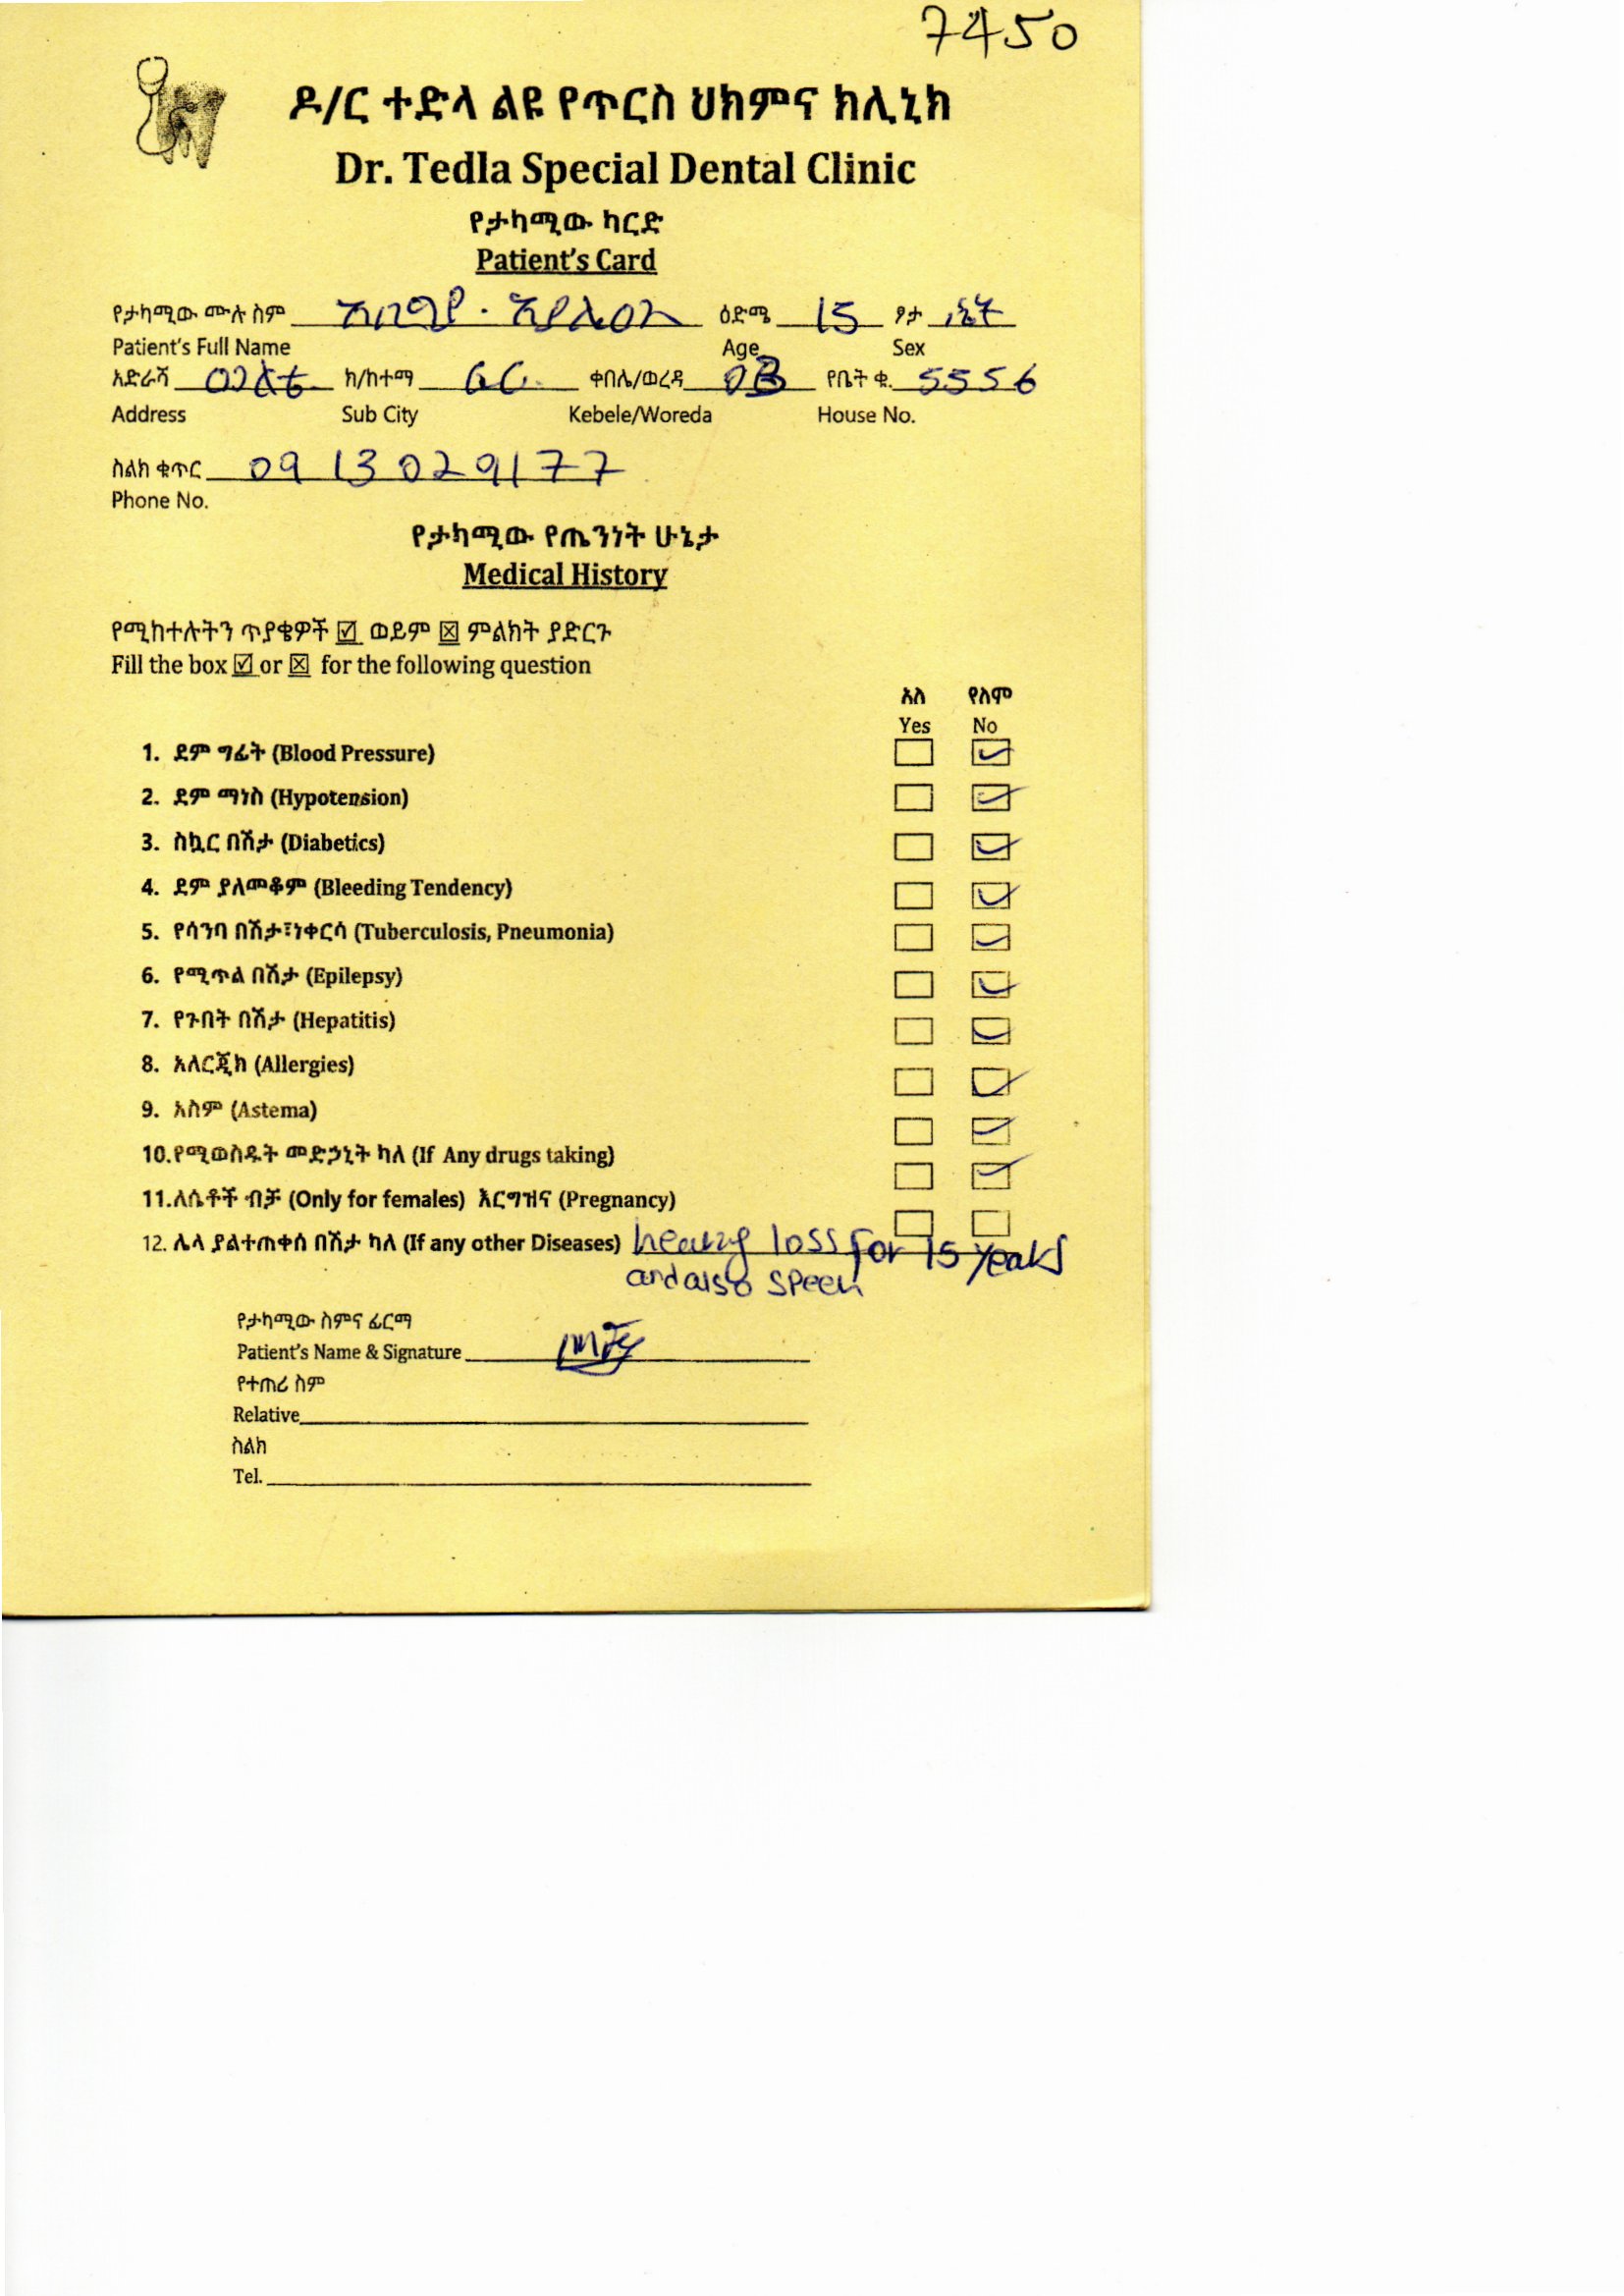 7450
ዶ/ር ተድላ ልዩ የጥርስ ህክምና ክሊኒክ
Dr. Tedla Special Dental Clinic
የታካሚው ካርድ
Patient's Card
የታካሚው ሙሉ ስም ዕድሜ 15 ፆታ
Patient's Full Name Age Sex
አድራሻ ክ/ከተማ ቀበሌ/ወረዳ የቤት ቁ. 5556
Address Sub City Kebele/Woreda House No.
ስልክ ቁጥር 0913029177
Phone No.
የታካሚው የጤንነት ሁኔታ
Medical History
የሚከተሉትን ጥያቄዎች ☑ ወይም ☒ ምልክት ያድርጉ
Fill the box ☑ or ☒ for the following question
አለ የለም
Yes No
1. ደም ግፊት (Blood Pressure)
2. ደም ማነስ (Hypotension)
3. ስኳር በሽታ (Diabetics)
4. ደም ያለመቆም (Bleeding Tendency)
5. የሳንባ በሽታ፣ነቀርሳ (Tuberculosis, Pneumonia)
6. የሚጥል በሽታ (Epilepsy)
7. የጉበት በሽታ (Hepatitis)
8. አለርጂክ (Allergies)
9. አስም (Astema)
10.የሚወስዱት መድኃኒት ካለ (If Any drugs taking)
11.ለሴቶች ብቻ (Only for females) እርግዝና (Pregnancy)
12. ሌላ ያልተጠቀሰ በሽታ ካለ (If any other Diseases) hearing loss for 15 years
and also speech
የታካሚው ስምና ፊርማ
Patient's Name & Signature
የተጠሪ ስም
Relative
ስልክ
Tel.